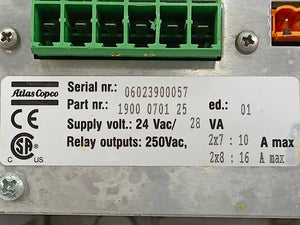 Serial nr.: 06023900057
Atlas Copco
Part nr.: 1900 0701 25 ed.: 01
Supply volt.: 24 Vac/ 28 VA
Relay outputs: 250Vac, 2x7 : 10 A max
2x8 : 16 A max
CE
SA
C US